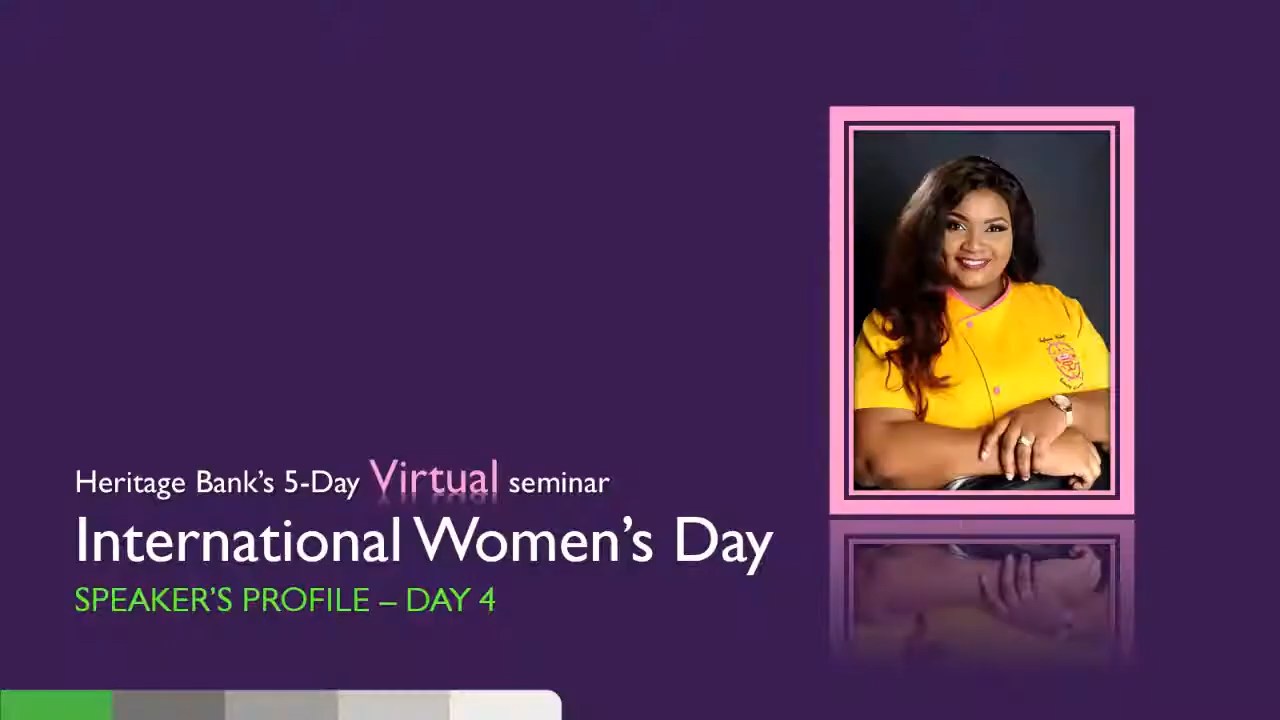 Heritage Bank’s 5-Day Virtual seminar
International Women’s Day
SPEAKER’S PROFILE – DAY 4